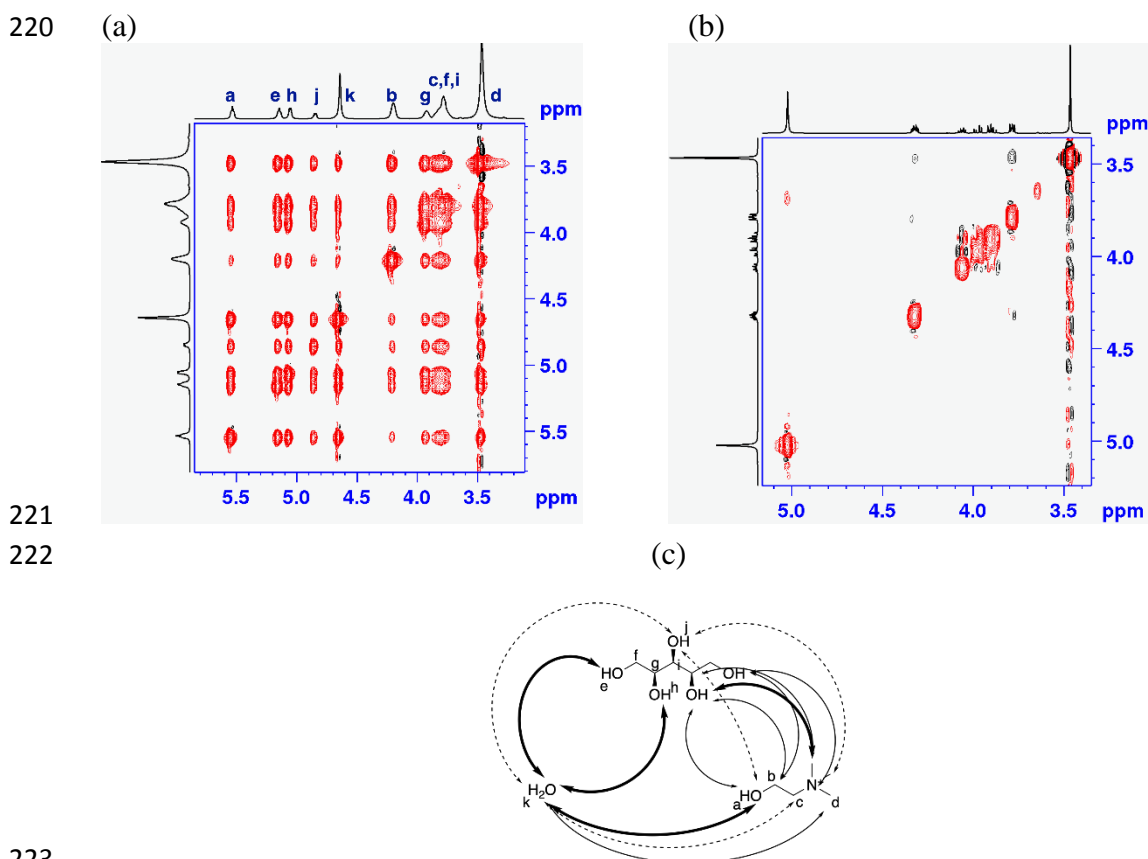 220 (a) (b)
a e h j k b g c,f,i d ppm
3.5
4.0
4.5
5.0
5.5
5.5 5.0 4.5 4.0 3.5 ppm
ppm
3.5
4.0
4.5
5.0
5.0 4.5 4.0 3.5 ppm
221
222 (c)
j
OH
f
g
i
HO
OH
e
h
OH
OH
b
N
H₂O
HO
k
a
c
d
223